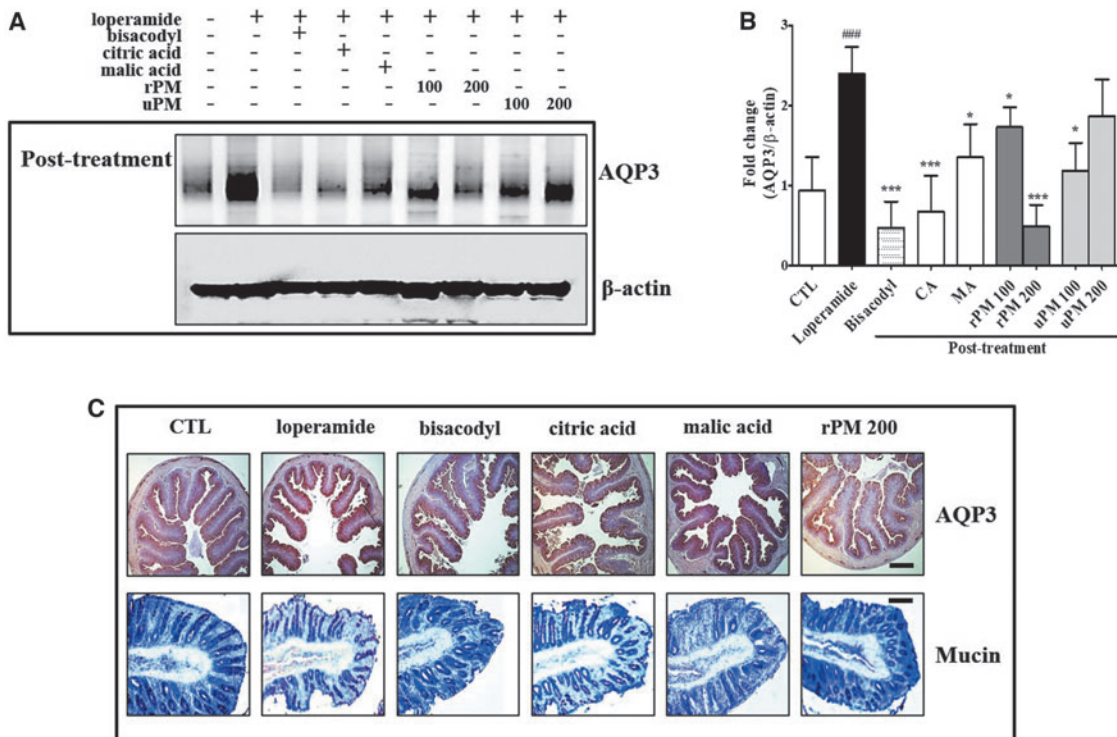 A
loperamide - + + + + + + + +
bisacodyl - - + - - - - - -
citric acid - - - + - - - - -
malic acid - - - - + - - - -
rPM - - - - - 100 200 - -
uPM - - - - - - - 100 200
Post-treatment
AQP3
β-actin
B
Fold change
(AQP3/β-actin)
3
2
1
0
###
***
***
*
*
***
*
CTL
Loperamide
Bisacodyl
CA
MA
rPM 100
rPM 200
uPM 100
uPM 200
Post-treatment
C
CTL loperamide bisacodyl citric acid malic acid rPM 200
AQP3
Mucin